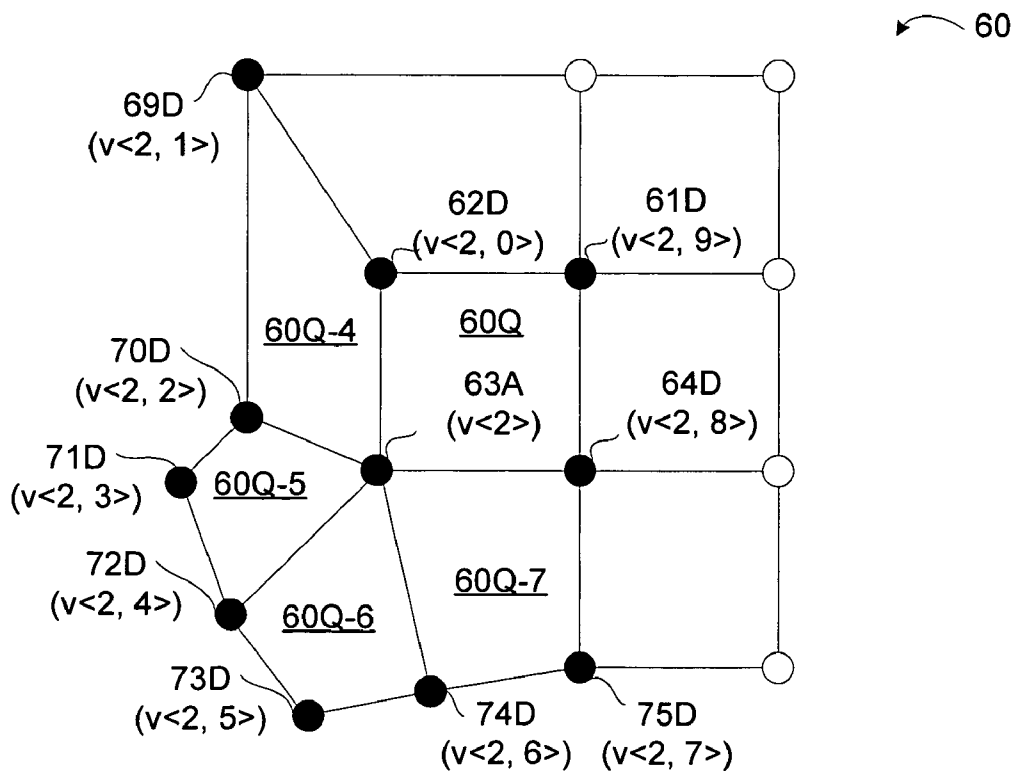 60
69D
(v<2, 1>)
62D
(v<2, 0>)
61D
(v<2, 9>)
60Q-4
60Q
70D
(v<2, 2>)
63A
(v<2>)
64D
(v<2, 8>)
71D
(v<2, 3>)
60Q-5
72D
(v<2, 4>)
60Q-6
60Q-7
73D
(v<2, 5>)
74D
(v<2, 6>)
75D
(v<2, 7>)